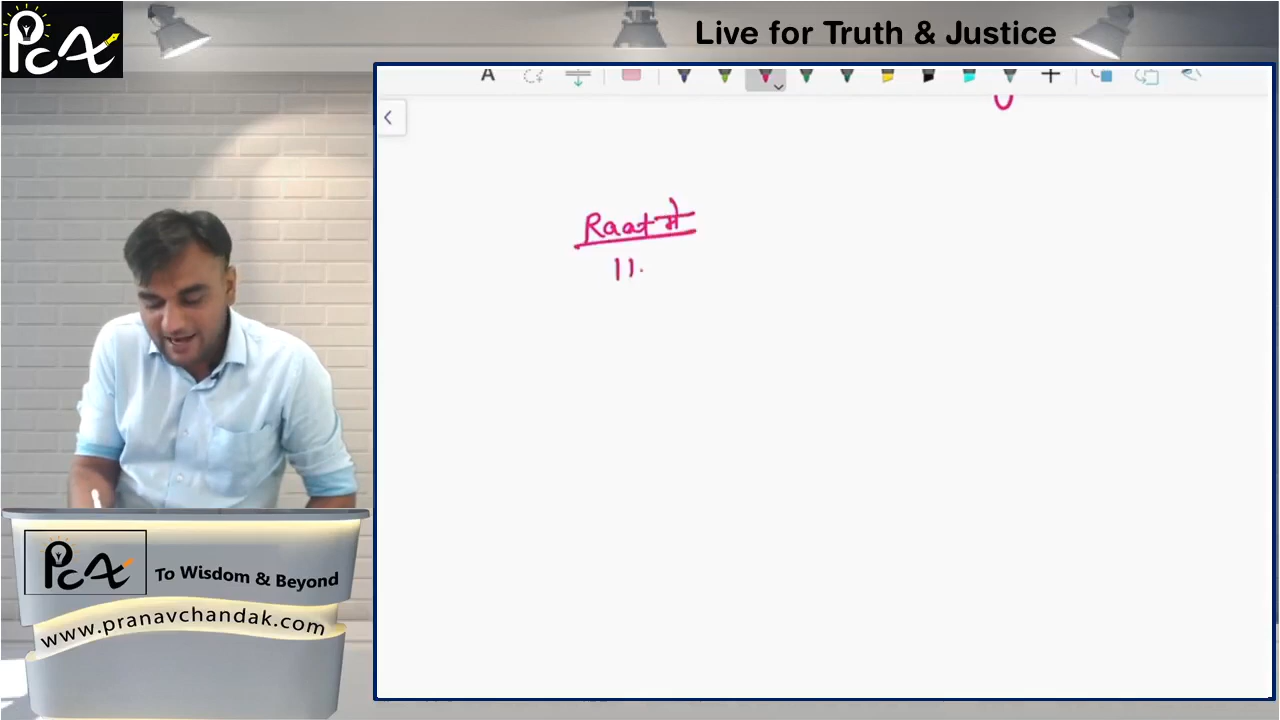 PCA
Live for Truth & Justice
A
Raat में
11.
PCA
To Wisdom & Beyond
www.pranavchandak.com